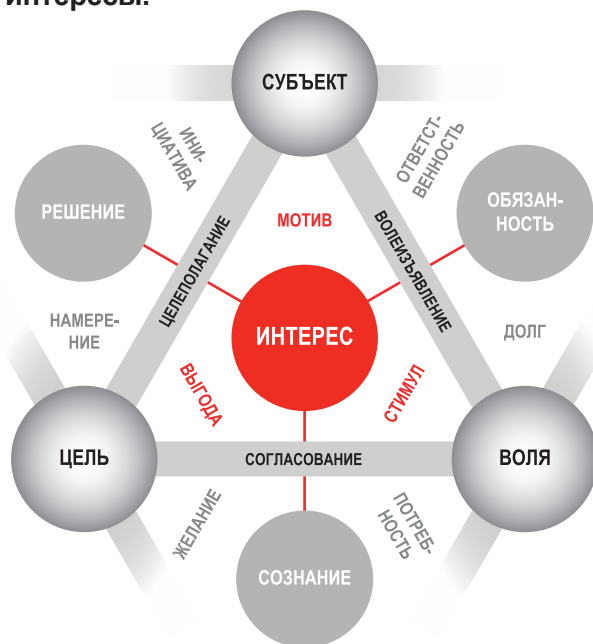 интересы.
СУБЪЕКТ
ИНИ-
ЦИАТИВА
ОТВЕТСТ-
ВЕННОСТЬ
РЕШЕНИЕ
ОБЯЗАН-
НОСТЬ
МОТИВ
ЦЕЛЕПОЛАГАНИЕ
ВОЛЕИЗЪЯВЛЕНИЕ
НАМЕРЕ-
НИЕ
ИНТЕРЕС
ДОЛГ
ВЫГОДА
СТИМУЛ
ЦЕЛЬ
СОГЛАСОВАНИЕ
ВОЛЯ
ЖЕЛАНИЕ
ПОТРЕБ-
НОСТЬ
СОЗНАНИЕ